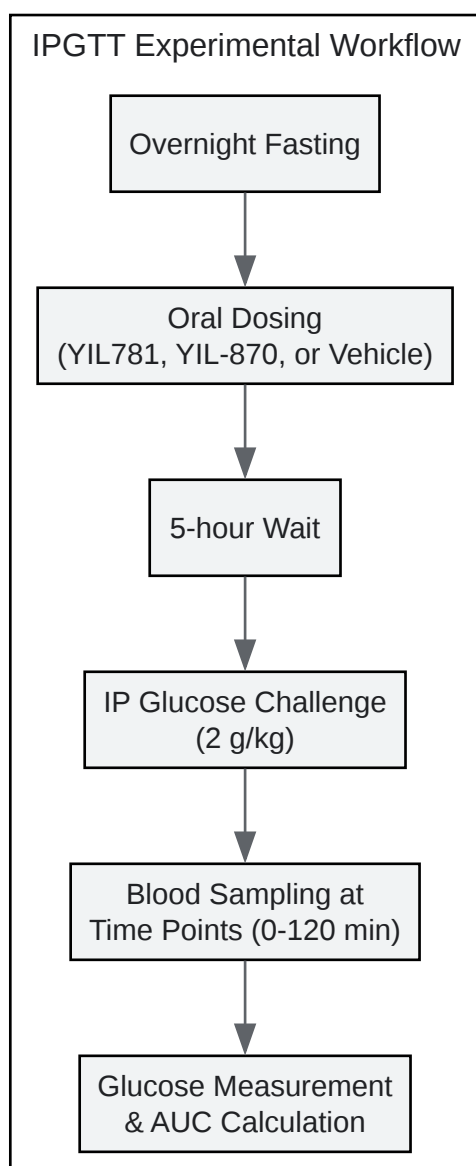 IPGTT Experimental Workflow
Overnight Fasting
Oral Dosing
(YIL781, YIL-870, or Vehicle)
5-hour Wait
IP Glucose Challenge
(2 g/kg)
Blood Sampling at
Time Points (0-120 min)
Glucose Measurement
& AUC Calculation